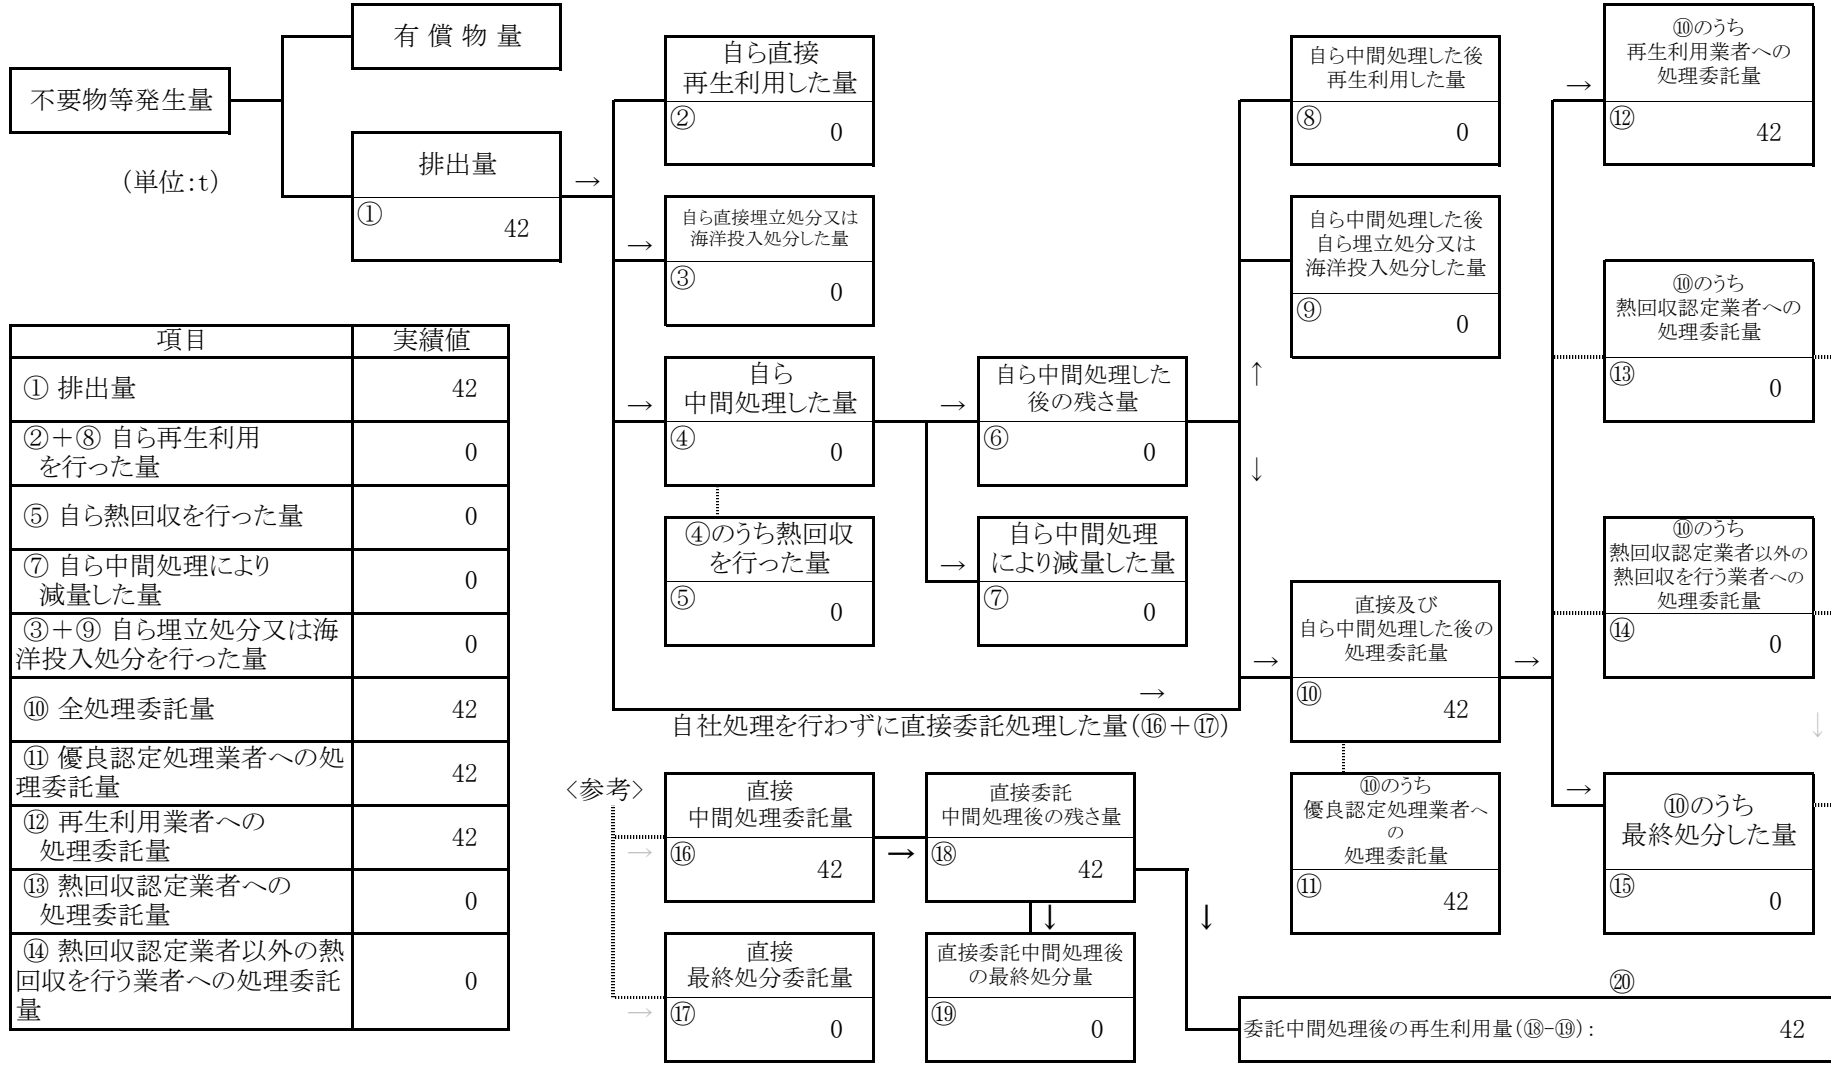 不要物等発生量
(単位:t)
有 償 物 量
排出量
①
42
→
自ら直接
再生利用した量
②
0
→
自ら直接埋立処分又は
海洋投入処分した量
③
0
→
自ら
中間処理した量
④
0
④のうち熱回収
を行った量
⑤
0
→
自ら中間処理した
後の残さ量
⑥
0
→
自ら中間処理
により減量した量
⑦
0
自ら中間処理した後
再生利用した量
⑧
0
自ら中間処理した後
自ら埋立処分又は
海洋投入処分した量
⑨
0
↑
↓
→
自社処理を行わずに直接委託処理した量(⑯+⑰)
→
直接及び
自ら中間処理した後の
処理委託量
⑩
42
⑩のうち
優良認定処理業者へ
の
処理委託量
⑪
42
→
→
⑩のうち
再生利用業者への
処理委託量
⑫
42
⑩のうち
熱回収認定業者への
処理委託量
⑬
0
⑩のうち
熱回収認定業者以外の
熱回収を行う業者への
処理委託量
⑭
0
↓
→
⑩のうち
最終処分した量
⑮
0
項目 実績値
① 排出量 42
②+⑧ 自ら再生利用
を行った量 0
⑤ 自ら熱回収を行った量 0
⑦ 自ら中間処理により
減量した量 0
③+⑨ 自ら埋立処分又は海
洋投入処分を行った量 0
⑩ 全処理委託量 42
⑪ 優良認定処理業者への処
理委託量 42
⑫ 再生利用業者への
処理委託量 42
⑬ 熱回収認定業者への
処理委託量 0
⑭ 熱回収認定業者以外の熱
回収を行う業者への処理委託
量 0
〈参考〉
→
直接
中間処理委託量
⑯
42
→
直接委託
中間処理後の残さ量
⑱
42
↓
↓
→
直接
最終処分委託量
⑰
0
直接委託中間処理後
の最終処分量
⑲
0
⑳
委託中間処理後の再生利用量(⑱-⑲): 42